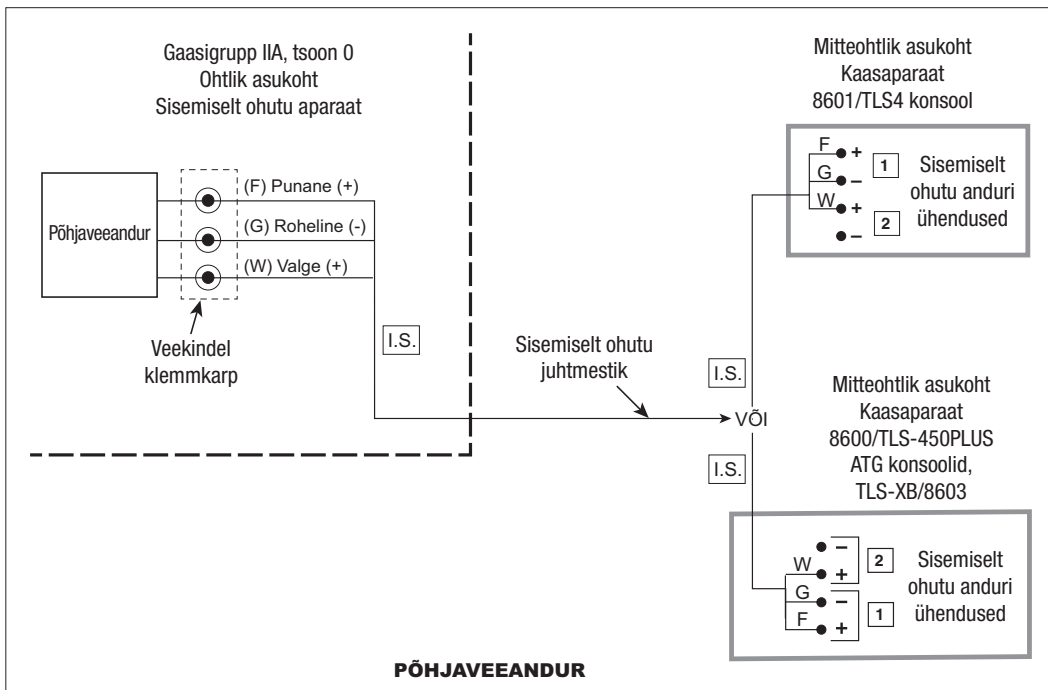 Gaasigrupp IIA, tsoon 0
Ohtlik asukoht
Sisemiselt ohutu aparaat
Põhjaveeandur
(F) Punane (+)
(G) Roheline (-)
(W) Valge (+)
Veekindel
klemmkarp
I.S.
Sisemiselt ohutu
juhtmestik
I.S.
VÕI
I.S.
Mitteohtlik asukoht
Kaasaparaat
8601/TLS4 konsool
F +
G –
W +
–
1
2
Sisemiselt
ohutu anduri
ühendused
Mitteohtlik asukoht
Kaasaparaat
8600/TLS-450PLUS
ATG konsoolid,
TLS-XB/8603
–
W +
G –
F +
2
1
Sisemiselt
ohutu anduri
ühendused
PÕHJAVEEANDUR